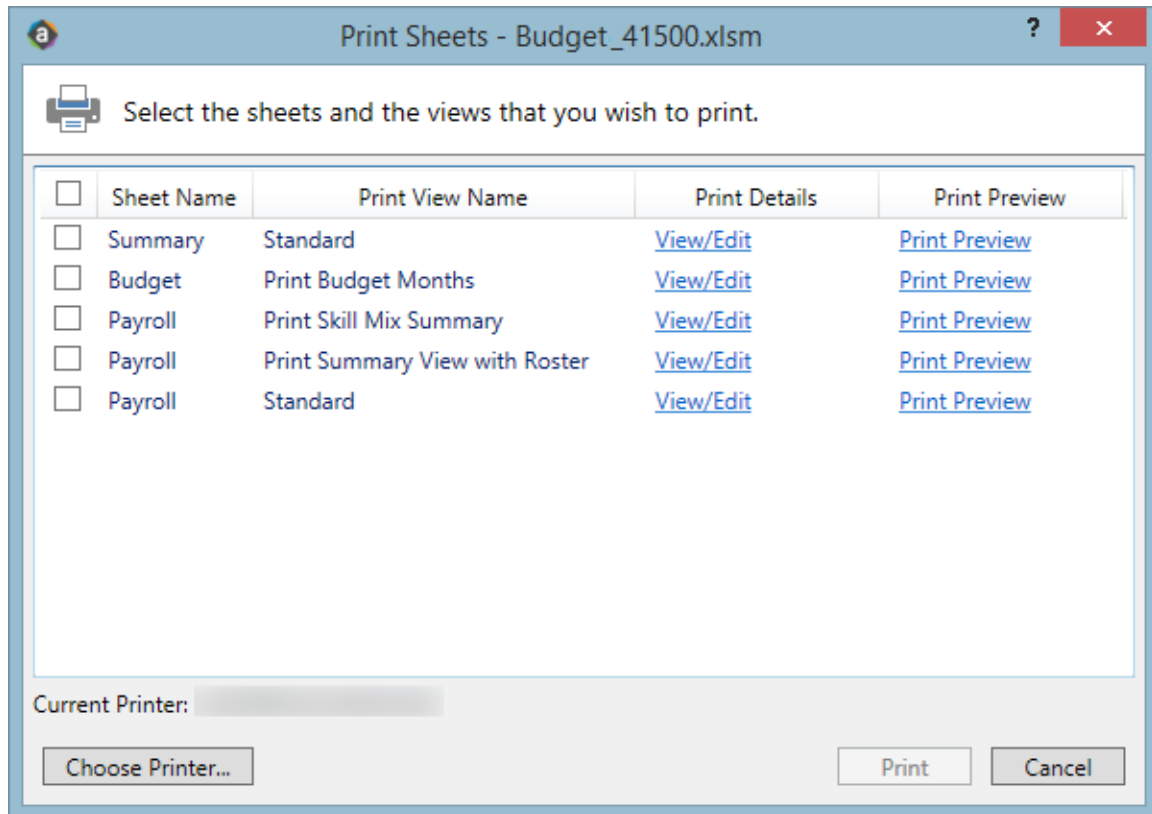 Print Sheets - Budget_41500.xlsm ? ×
Select the sheets and the views that you wish to print.
Sheet Name Print View Name Print Details Print Preview
Summary Standard View/Edit Print Preview
Budget Print Budget Months View/Edit Print Preview
Payroll Print Skill Mix Summary View/Edit Print Preview
Payroll Print Summary View with Roster View/Edit Print Preview
Payroll Standard View/Edit Print Preview
Current Printer:
Choose Printer... Print Cancel